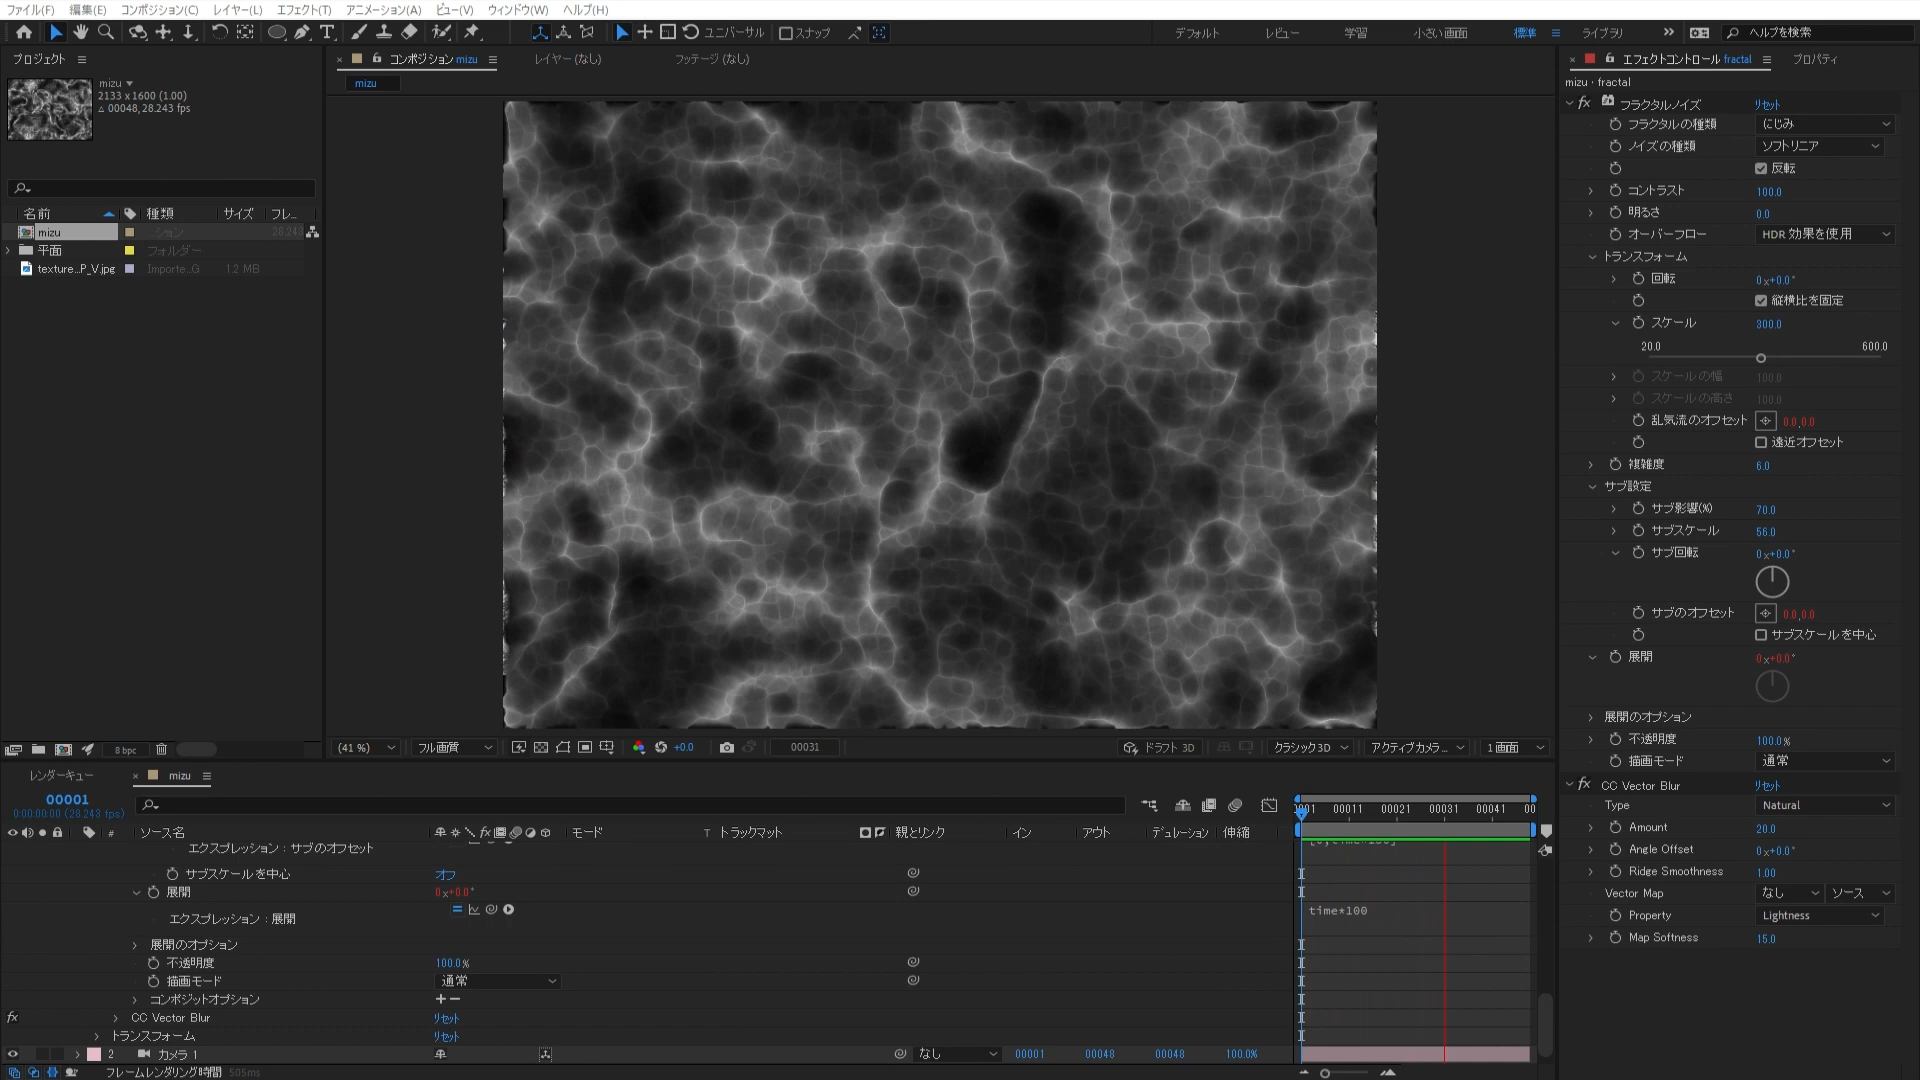 ファイル(F) 編集(E) コンポジション(C) レイヤー(L) エフェクト(T) アニメーション(A) ビュー(V) ウィンドウ(W) ヘルプ(H)
ユニバーサル スナップ デフォルト レビュー 学習 小さい画面 標準 ライブラリ ヘルプを検索
プロジェクト
コンポジション mizu レイヤー (なし) フッテージ (なし)
エフェクトコントロール fractal プロパティ
mizu
2133 x 1600 (1.00)
△ 00048, 28.243 fps
mizu
mizu · fractal
名前 種類 サイズ フレ...
mizu ...ション 28.243
平面 フォルダー
texture...P_V.jpg Importe...G 1.2 MB
8 bpc
fx フラクタルノイズ リセット
フラクタルの種類 にじみ
ノイズの種類 ソフトリニア
反転
コントラスト 100.0
明るさ 0.0
オーバーフロー HDR 効果を使用
トランスフォーム
回転 0x+0.0°
縦横比を固定
スケール 300.0
20.0 600.0
スケールの幅 100.0
スケールの高さ 100.0
乱気流のオフセット 0.0,0.0
遠近オフセット
複雑度 6.0
サブ設定
サブ影響(%) 70.0
サブスケール 56.0
サブ回転 0x+0.0°
サブのオフセット 0.0,0.0
サブスケールを中心
展開 0x+0.0°
展開のオプション
不透明度 100.0%
描画モード 通常
fx CC Vector Blur リセット
Type Natural
Amount 20.0
Angle Offset 0x+0.0°
Ridge Smoothness 1.00
Vector Map なし ソース
Property Lightness
Map Softness 15.0
(41 %) フル画質 +0.0 00031 ドラフト 3D クラシック3D アクティブカメラ... 1画面
レンダーキュー mizu
00001
0:00:00:00 (28.243 fps)
0001 00011 00021 00031 00041 00
# ソース名 fx モード T トラックマット 親とリンク イン アウト デュレーション 伸縮
エクスプレッション : サブのオフセット
サブスケールを中心 オフ
展開 0x+0.0°
エクスプレッション : 展開 time*100
展開のオプション
不透明度 100.0%
描画モード 通常
コンポジットオプション +−
fx CC Vector Blur リセット
トランスフォーム リセット
2 カメラ 1 なし 00001 00048 00048 100.0%
フレームレンダリング時間 505ms